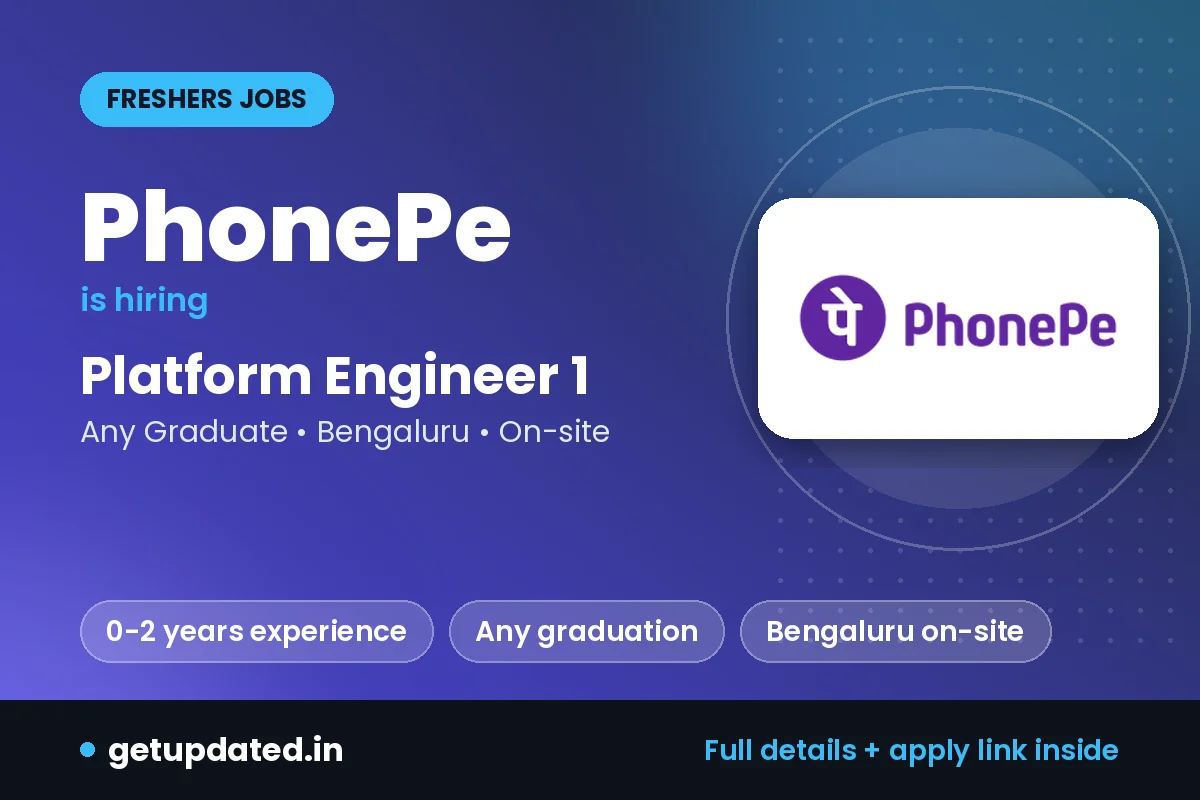 FRESHERS JOBS
PhonePe
is hiring
Platform Engineer 1
Any Graduate • Bengaluru • On-site
पे PhonePe
0-2 years experience
Any graduation
Bengaluru on-site
getupdated.in
Full details + apply link inside